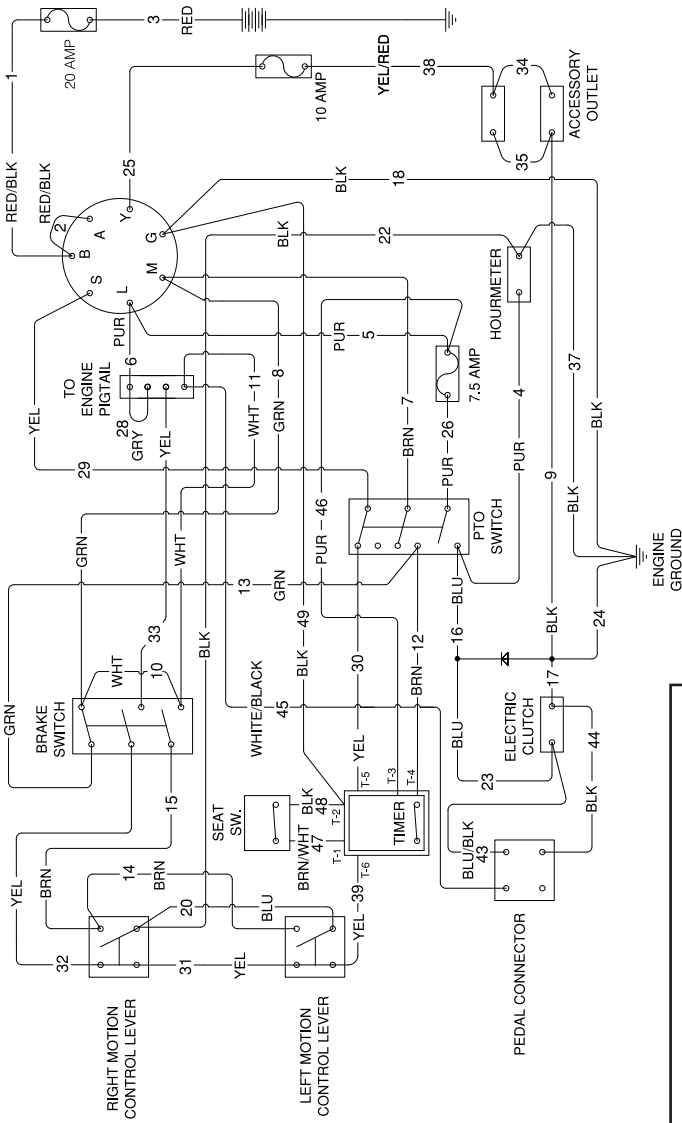 RIGHT MOTION
CONTROL LEVER
LEFT MOTION
CONTROL LEVER
32
YEL
BRN
15
14
BRN
20
BLU
31
YEL
YEL
39
BRAKE
SWITCH
GRN
GRN
WHT
10
33
WHT
BLK
SEAT
SW.
BRN/WHT
47
BLK
48
T-1
T-2
T-3
T-4
T-5
T-6
TIMER
WHITE/BLACK
45
YEL
30
BLK
49
PUR
46
BRN
12
13
GRN
YEL
29
TO
ENGINE
PIGTAIL
28
GRY
YEL
6
PUR
WHT
11
GRN
8
B
A
S
L
Y
G
M
2
RED/BLK
RED/BLK
1
20 AMP
3
RED
25
10 AMP
YEL/RED
38
34
35
ACCESSORY
OUTLET
BLK
18
BLK
22
PUR
5
BRN
7
7.5 AMP
PUR
26
PTO
SWITCH
BLU
16
HOURMETER
4
PUR
37
BLK
9
BLK
BLK
24
ENGINE
GROUND
17
BLU
23
ELECTRIC
CLUTCH
44
BLK
BLU/BLK
43
PEDAL CONNECTOR